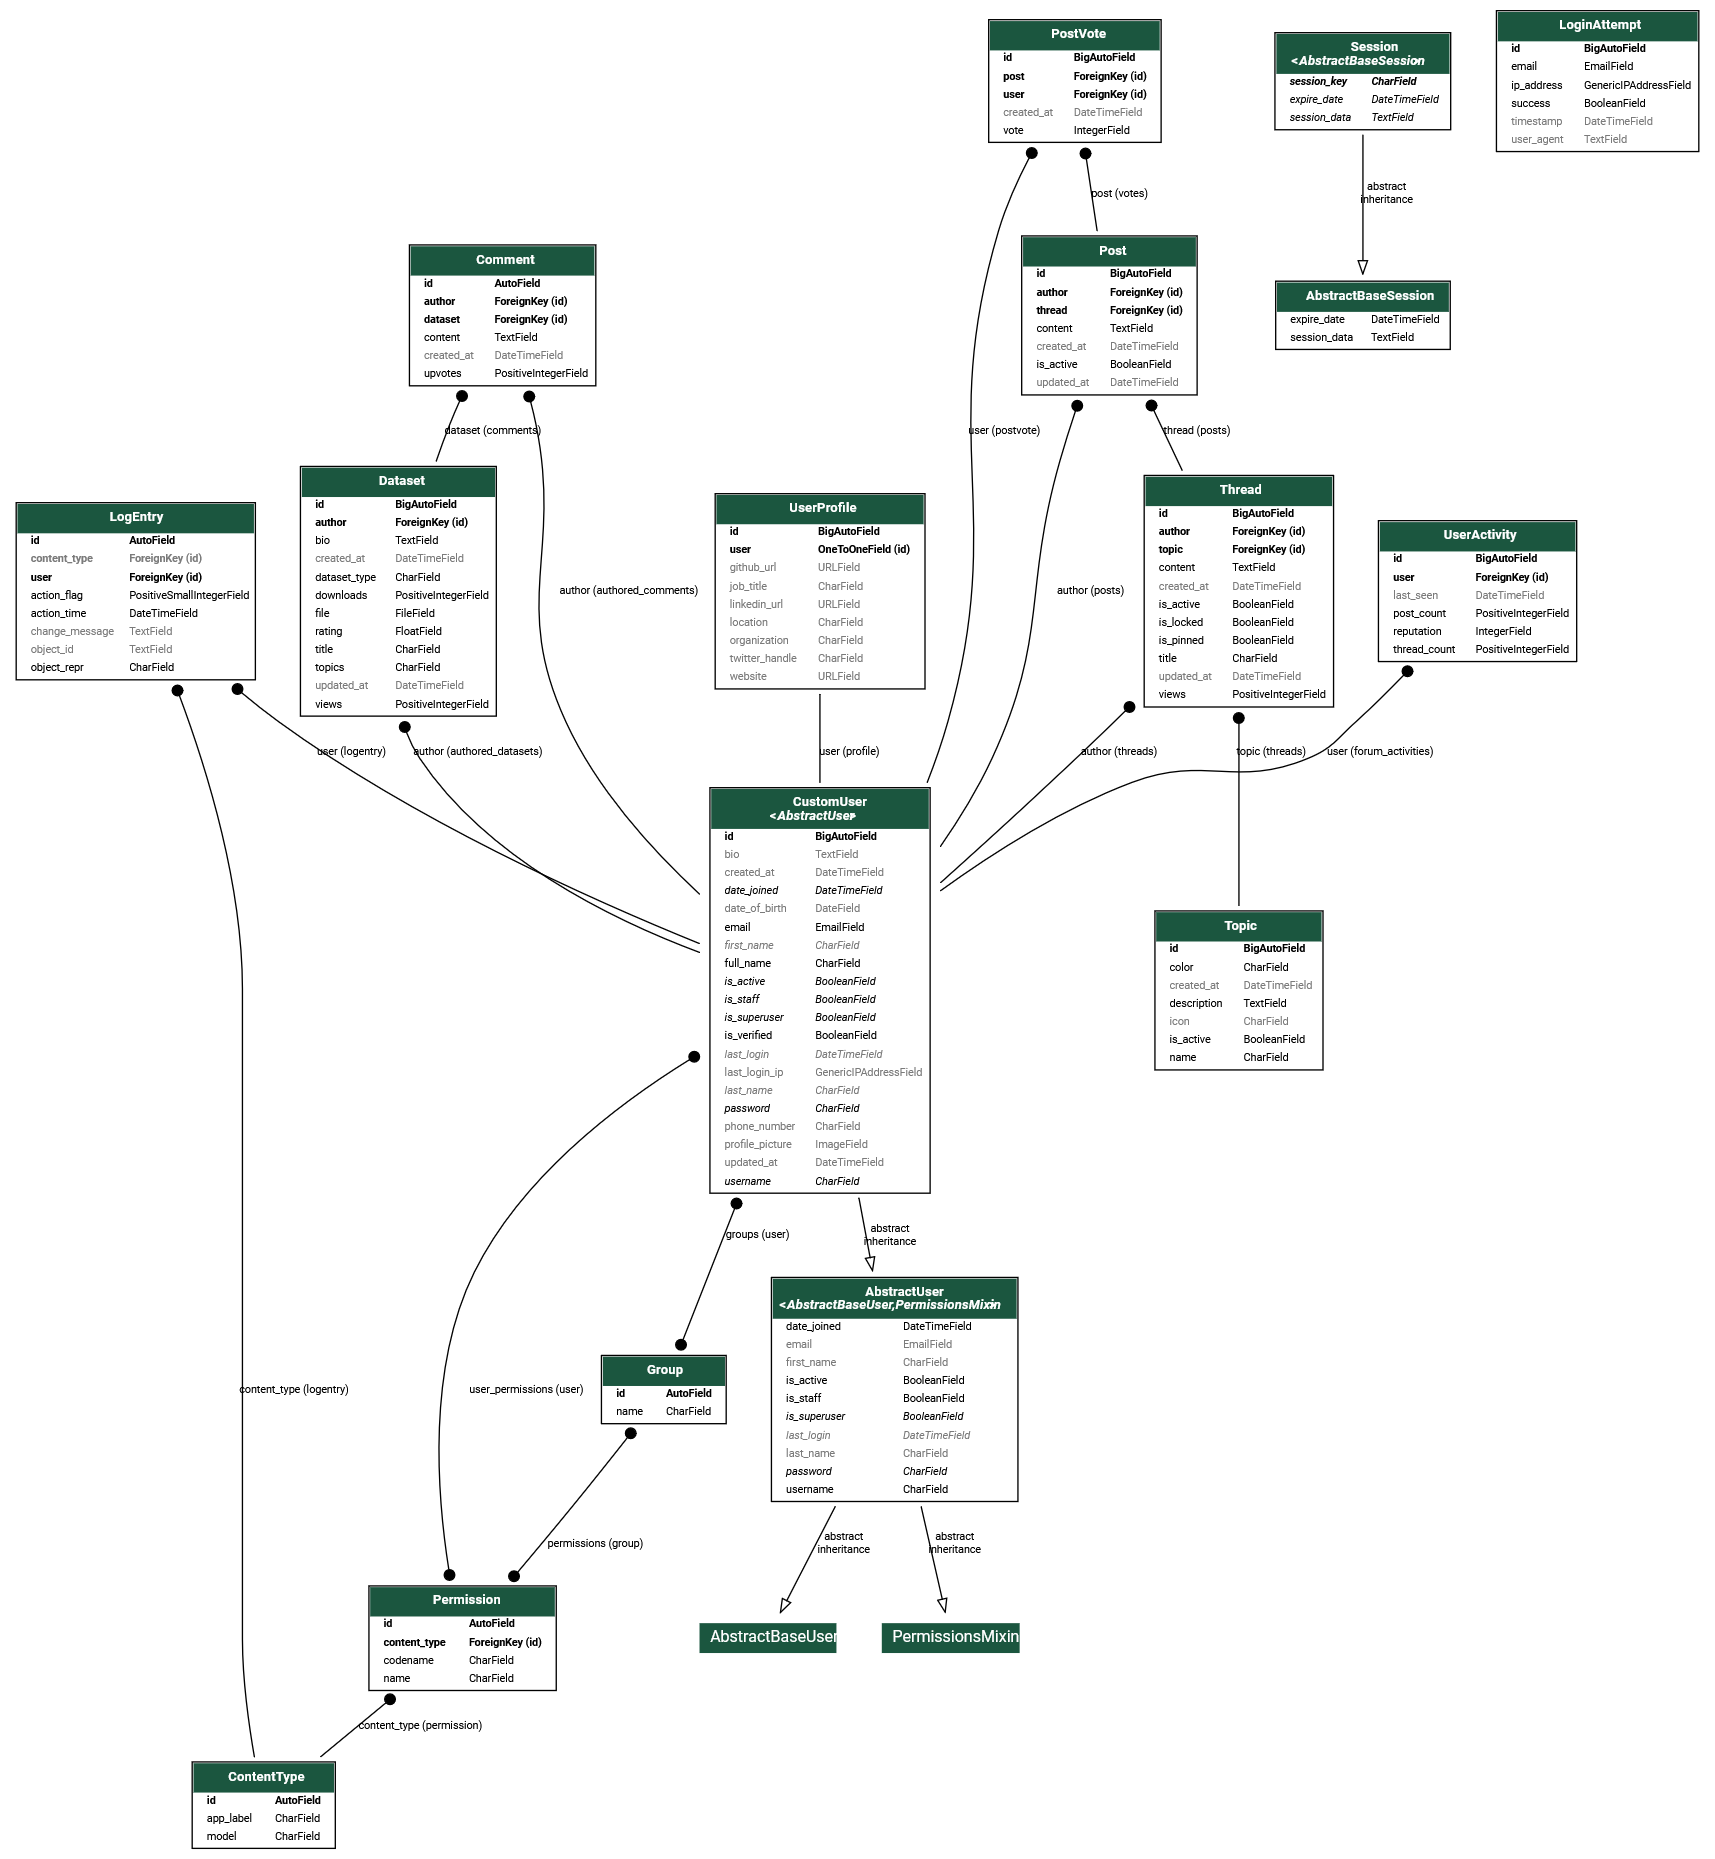 PostVote
id BigAutoField
post ForeignKey (id)
user ForeignKey (id)
created_at DateTimeField
vote IntegerField
Session
<AbstractBaseSession>
session_key CharField
expire_date DateTimeField
session_data TextField
LoginAttempt
id BigAutoField
email EmailField
ip_address GenericIPAddressField
success BooleanField
timestamp DateTimeField
user_agent TextField
post (votes)
abstract
inheritance
Comment
id AutoField
author ForeignKey (id)
dataset ForeignKey (id)
content TextField
created_at DateTimeField
upvotes PositiveIntegerField
Post
id BigAutoField
author ForeignKey (id)
thread ForeignKey (id)
content TextField
created_at DateTimeField
is_active BooleanField
updated_at DateTimeField
AbstractBaseSession
expire_date DateTimeField
session_data TextField
dataset (comments)
user (postvote)
thread (posts)
LogEntry
id AutoField
content_type ForeignKey (id)
user ForeignKey (id)
action_flag PositiveSmallIntegerField
action_time DateTimeField
change_message TextField
object_id TextField
object_repr CharField
Dataset
id BigAutoField
author ForeignKey (id)
bio TextField
created_at DateTimeField
dataset_type CharField
downloads PositiveIntegerField
file FileField
rating FloatField
title CharField
topics CharField
updated_at DateTimeField
views PositiveIntegerField
author (authored_comments)
UserProfile
id BigAutoField
user OneToOneField (id)
github_url URLField
job_title CharField
linkedin_url URLField
location CharField
organization CharField
twitter_handle CharField
website URLField
author (posts)
Thread
id BigAutoField
author ForeignKey (id)
topic ForeignKey (id)
content TextField
created_at DateTimeField
is_active BooleanField
is_locked BooleanField
is_pinned BooleanField
title CharField
updated_at DateTimeField
views PositiveIntegerField
UserActivity
id BigAutoField
user ForeignKey (id)
last_seen DateTimeField
post_count PositiveIntegerField
reputation IntegerField
thread_count PositiveIntegerField
user (logentry)
author (authored_datasets)
user (profile)
author (threads)
topic (threads)
user (forum_activities)
CustomUser
<AbstractUser>
id BigAutoField
bio TextField
created_at DateTimeField
date_joined DateTimeField
date_of_birth DateField
email EmailField
first_name CharField
full_name CharField
is_active BooleanField
is_staff BooleanField
is_superuser BooleanField
is_verified BooleanField
last_login DateTimeField
last_login_ip GenericIPAddressField
last_name CharField
password CharField
phone_number CharField
profile_picture ImageField
updated_at DateTimeField
username CharField
Topic
id BigAutoField
color CharField
created_at DateTimeField
description TextField
icon CharField
is_active BooleanField
name CharField
groups (user)
abstract
inheritance
content_type (logentry)
user_permissions (user)
Group
id AutoField
name CharField
AbstractUser
<AbstractBaseUser,PermissionsMixin>
date_joined DateTimeField
email EmailField
first_name CharField
is_active BooleanField
is_staff BooleanField
is_superuser BooleanField
last_login DateTimeField
last_name CharField
password CharField
username CharField
permissions (group)
abstract
inheritance
abstract
inheritance
Permission
id AutoField
content_type ForeignKey (id)
codename CharField
name CharField
AbstractBaseUser
PermissionsMixin
content_type (permission)
ContentType
id AutoField
app_label CharField
model CharField